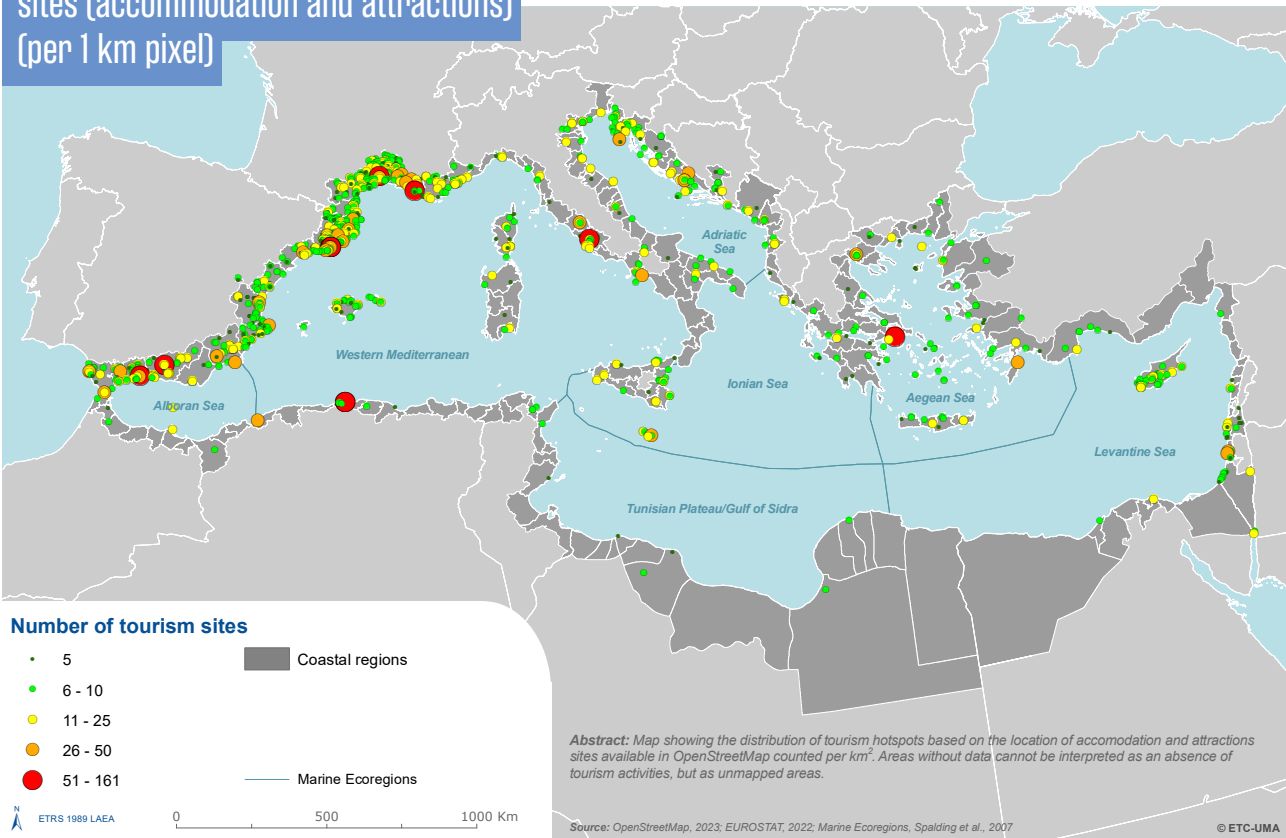 sites (accommodation and attractions)
(per 1 km pixel)
Adriatic
Sea
Western Mediterranean
Ionian Sea
Aegean Sea
Alboran Sea
Levantine Sea
Tunisian Plateau/Gulf of Sidra
Number of tourism sites
5
6 - 10
11 - 25
26 - 50
51 - 161
Coastal regions
Marine Ecoregions
N
ETRS 1989 LAEA
0 500 1000 Km
Abstract: Map showing the distribution of tourism hotspots based on the location of accomodation and attractions
sites available in OpenStreetMap counted per km². Areas without data cannot be interpreted as an absence of
tourism activities, but as unmapped areas.
Source: OpenStreetMap, 2023; EUROSTAT, 2022; Marine Ecoregions, Spalding et al., 2007
© ETC-UMA